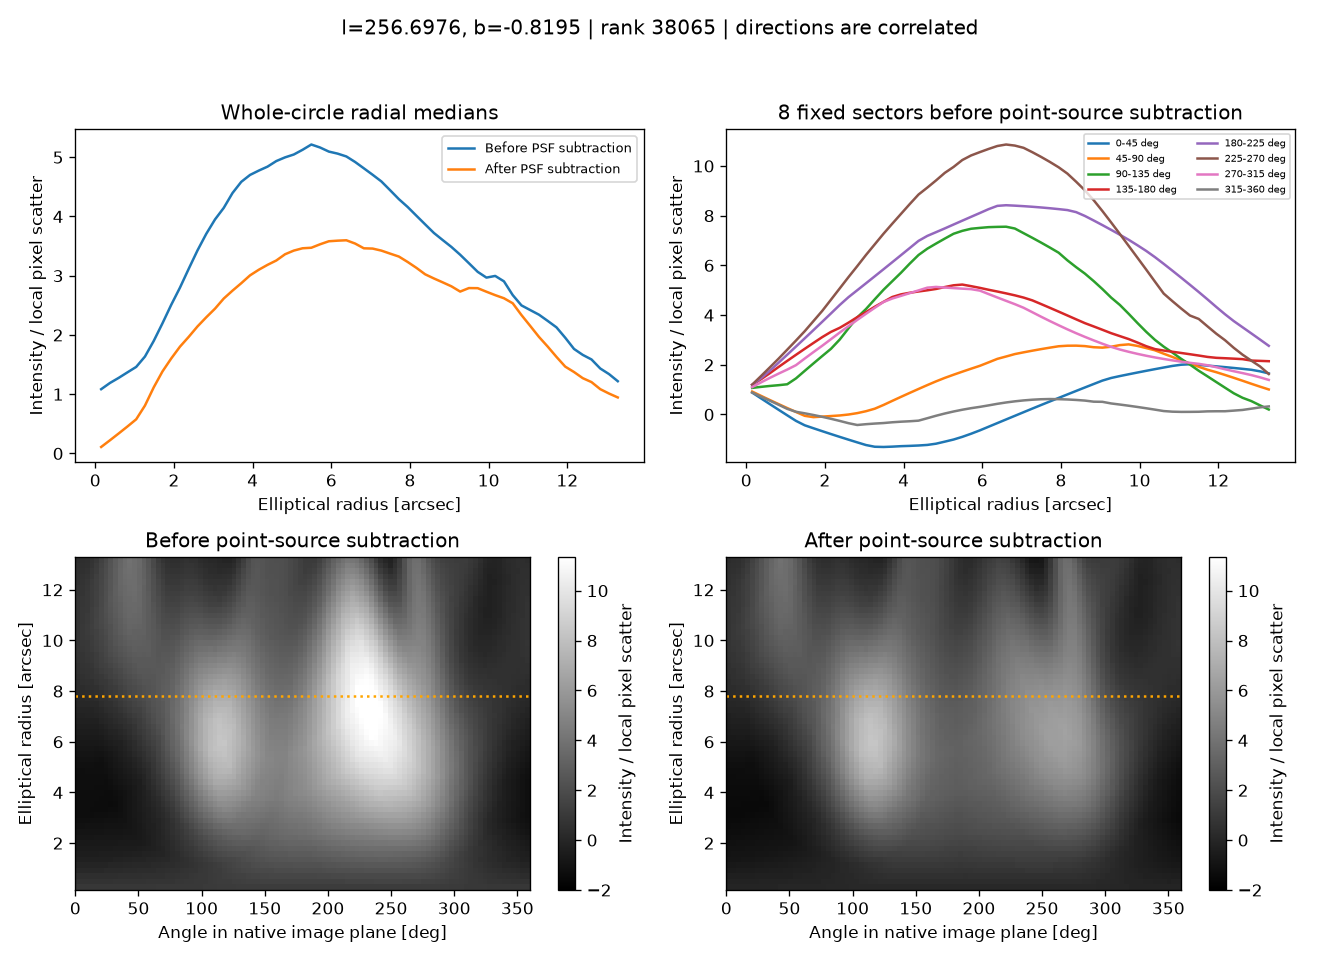 l=256.6976, b=-0.8195 | rank 38065 | directions are correlated
Whole-circle radial medians
Intensity / local pixel scatter
5
4
3
2
1
0
Before PSF subtraction
After PSF subtraction
0 2 4 6 8 10 12
Elliptical radius [arcsec]
8 fixed sectors before point-source subtraction
Intensity / local pixel scatter
10
8
6
4
2
0
0-45 deg
45-90 deg
90-135 deg
135-180 deg
180-225 deg
225-270 deg
270-315 deg
315-360 deg
0 2 4 6 8 10 12
Elliptical radius [arcsec]
Before point-source subtraction
Elliptical radius [arcsec]
12
10
8
6
4
2
0 50 100 150 200 250 300 350
Angle in native image plane [deg]
10
8
6
4
2
0
−2
Intensity / local pixel scatter
After point-source subtraction
Elliptical radius [arcsec]
12
10
8
6
4
2
0 50 100 150 200 250 300 350
Angle in native image plane [deg]
10
8
6
4
2
0
−2
Intensity / local pixel scatter